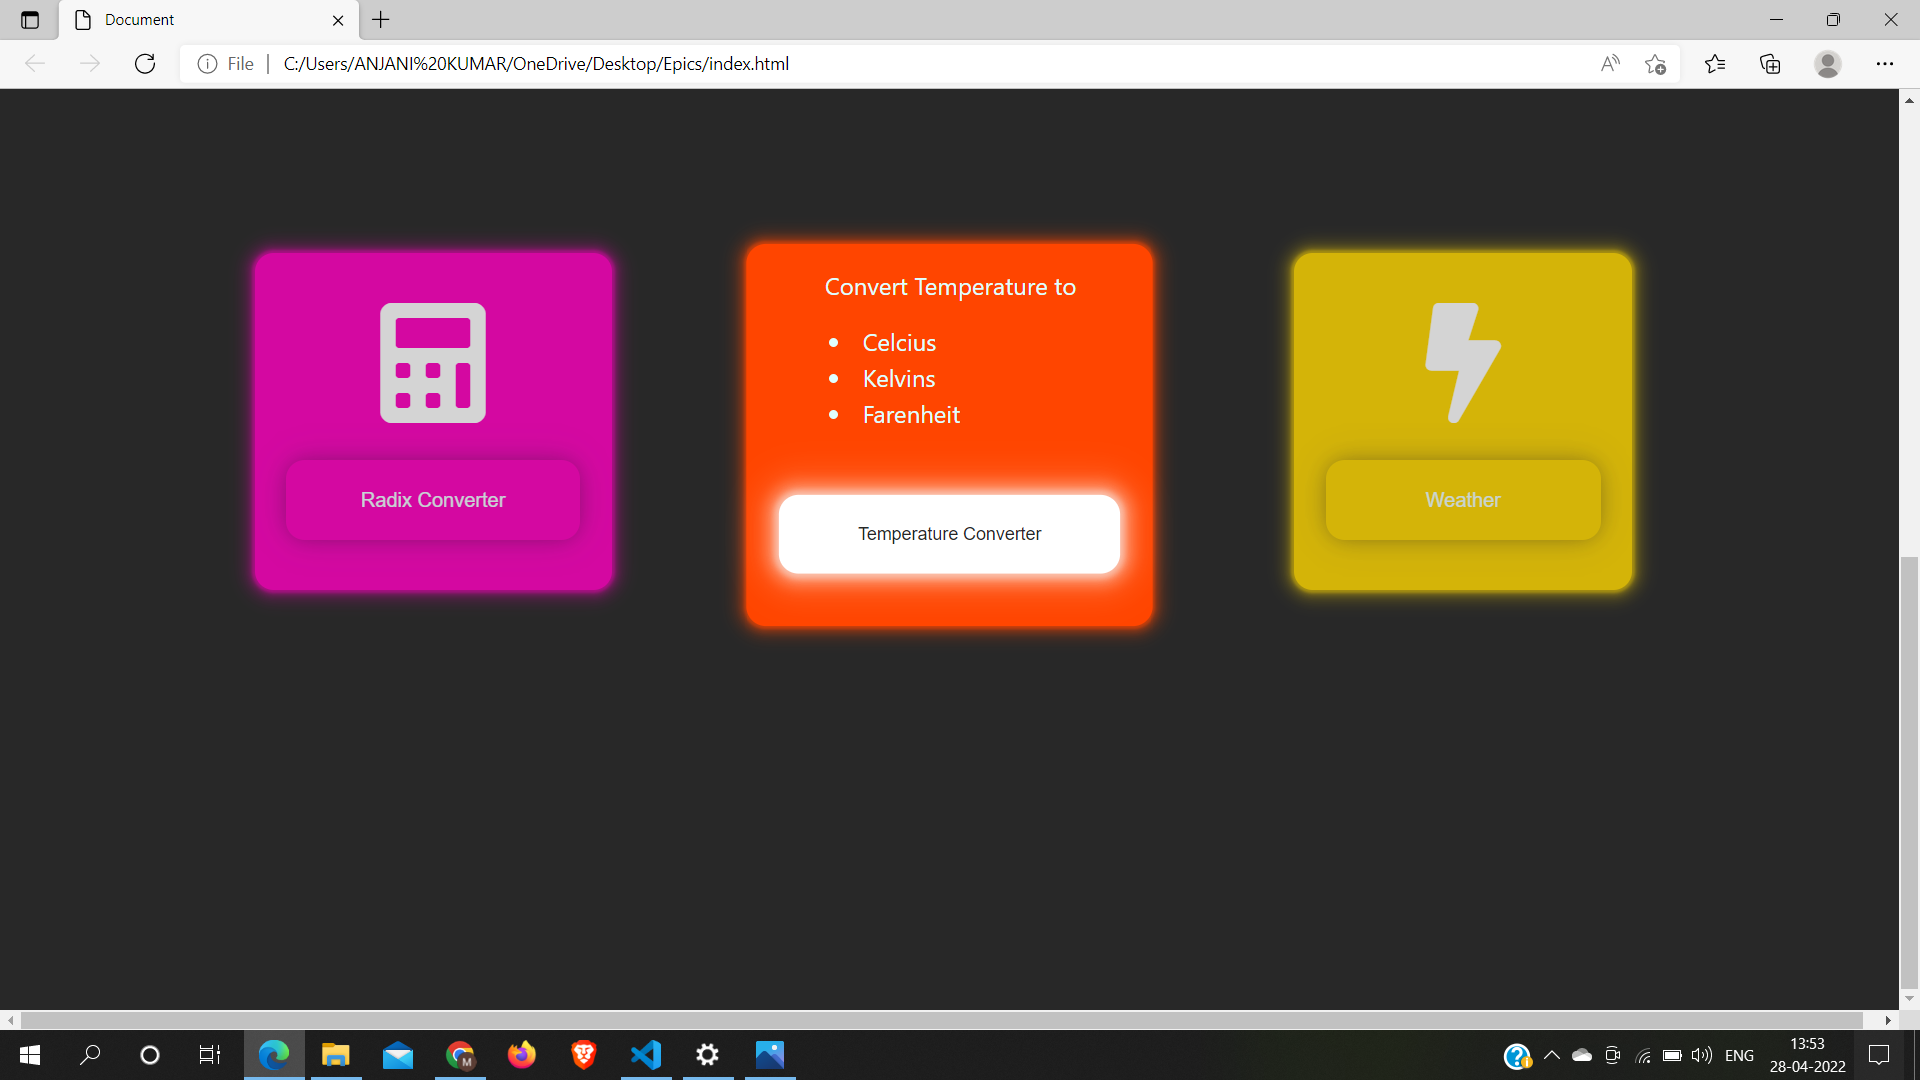 Document
File
C:/Users/ANJANI%20KUMAR/OneDrive/Desktop/Epics/index.html
Convert Temperature to
Celcius
Kelvins
Farenheit
Radix Converter
Temperature Converter
Weather
M
ENG
13:53
28-04-2022